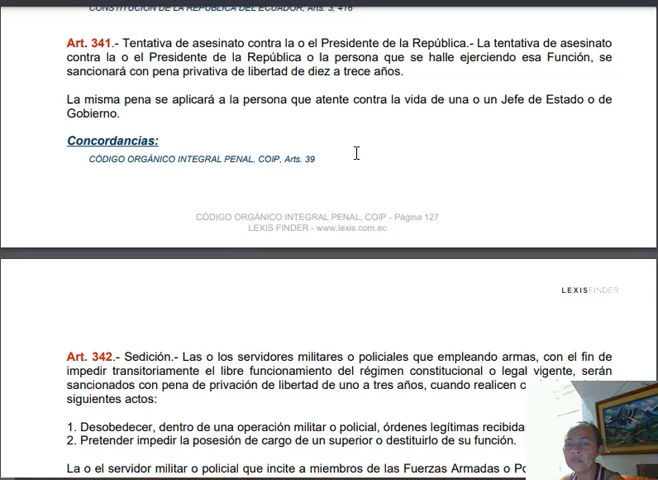 CONSTITUCION DE LA REPUBLICA DEL ECUADOR, Arts. 3, 416
Art. 341.- Tentativa de asesinato contra la o el Presidente de la República.- La tentativa de asesinato
contra la o el Presidente de la República o la persona que se halle ejerciendo esa Función, se
sancionará con pena privativa de libertad de diez a trece años.
La misma pena se aplicará a la persona que atente contra la vida de una o un Jefe de Estado o de
Gobierno.
Concordancias:
CÓDIGO ORGÁNICO INTEGRAL PENAL, COIP, Arts. 39
CÓDIGO ORGÁNICO INTEGRAL PENAL, COIP - Página 127
LEXIS FINDER - www.lexis.com.ec
LEXISFINDER
Art. 342.- Sedición.- Las o los servidores militares o policiales que empleando armas, con el fin de
impedir transitoriamente el libre funcionamiento del régimen constitucional o legal vigente, serán
sancionados con pena de privación de libertad de uno a tres años, cuando realicen
siguientes actos:
1. Desobedecer, dentro de una operación militar o policial, órdenes legítimas
2. Pretender impedir la posesión de cargo de un superior o destituirlo de su función.
La o el servidor militar o policial que incite a miembros de las Fuerzas Armadas o